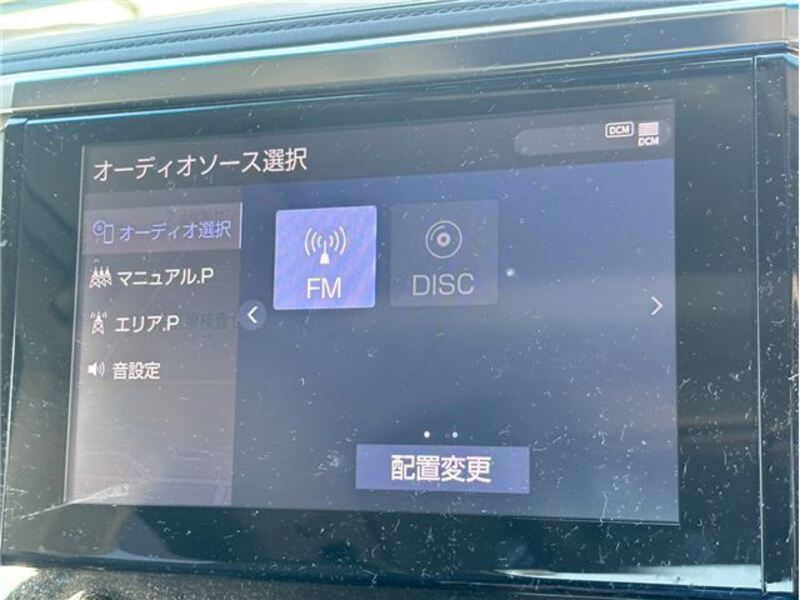 DCM
DCM
オーディオソース選択
オーディオ選択
マニュアル.P
エリア.P
音設定
FM
DISC
配置変更